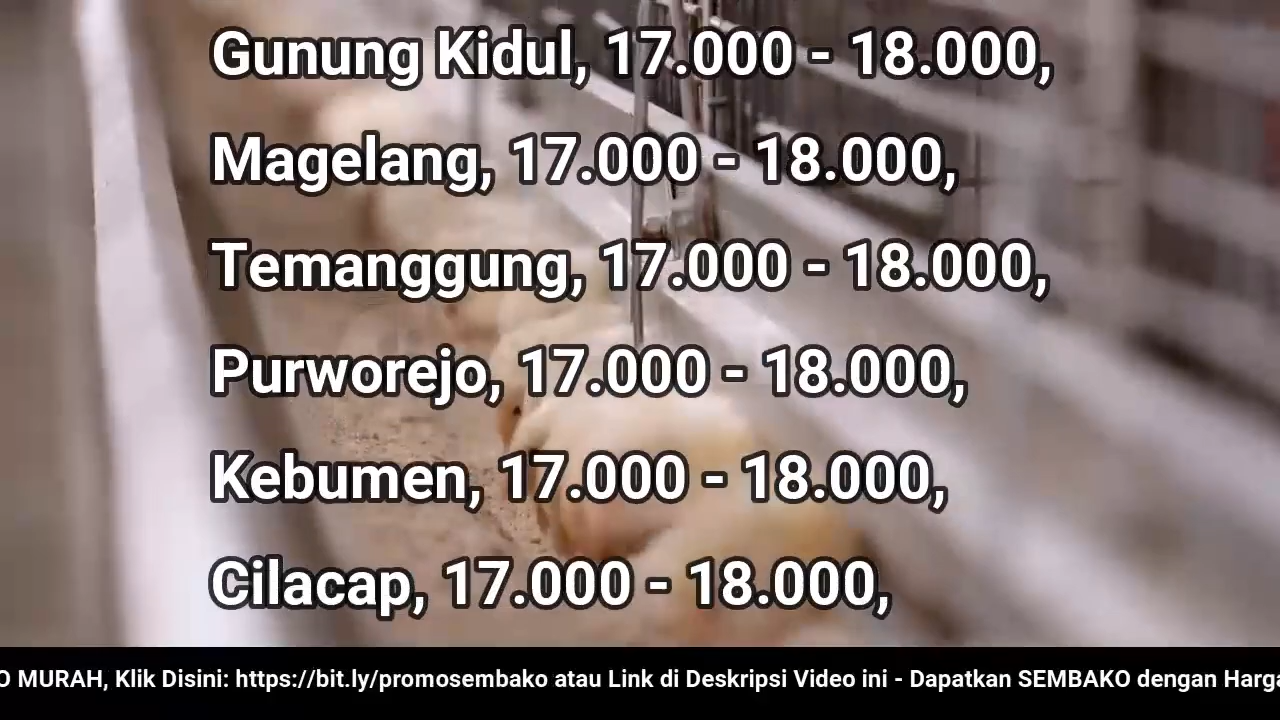 Gunung Kidul, 17.000 - 18.000,
Magelang, 17.000 - 18.000,
Temanggung, 17.000 - 18.000,
Purworejo, 17.000 - 18.000,
Kebumen, 17.000 - 18.000,
Cilacap, 17.000 - 18.000,
O MURAH, Klik Disini: https://bit.ly/promosembako atau Link di Deskripsi Video ini - Dapatkan SEMBAKO dengan Harga